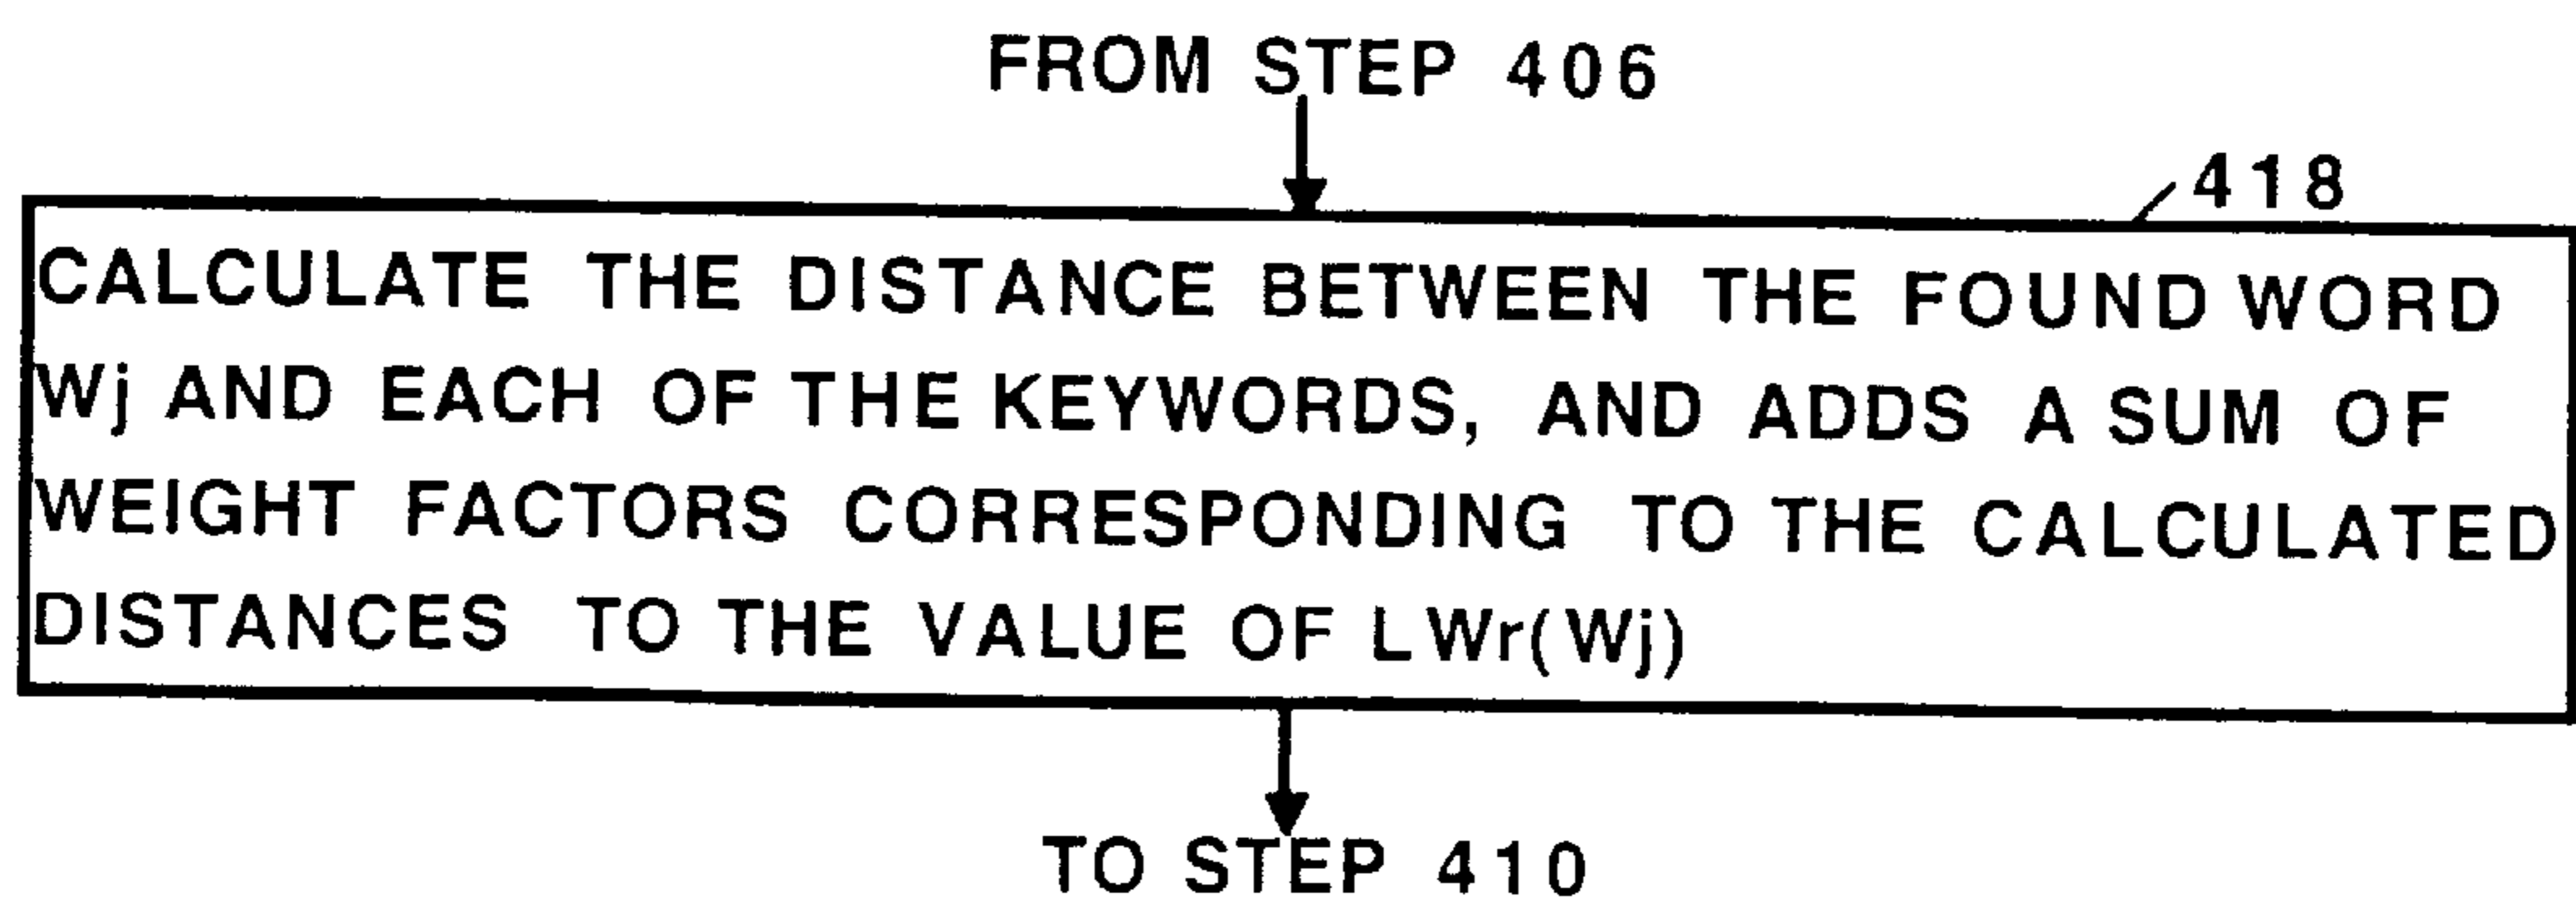 FROM STEP 406
418
CALCULATE THE DISTANCE BETWEEN THE FOUND WORD
Wj AND EACH OF THE KEYWORDS, AND ADDS A SUM OF
WEIGHT FACTORS CORRESPONDING TO THE CALCULATED
DISTANCES TO THE VALUE OF LWr(Wj)
TO STEP 410